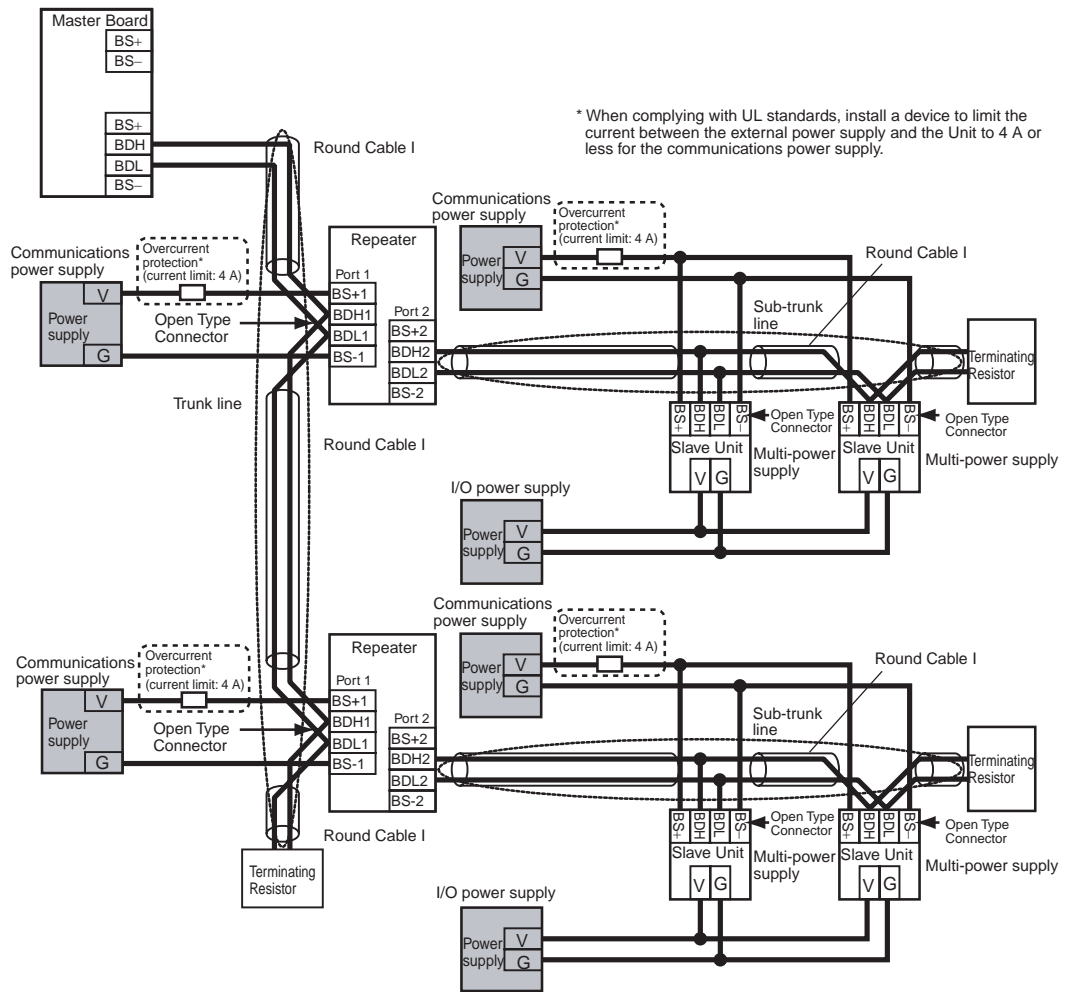 Master Board
BS+
BS−
BS+
BDH
BDL
BS−
Round Cable I
* When complying with UL standards, install a device to limit the
current between the external power supply and the Unit to 4 A or
less for the communications power supply.
Communications
power supply
Overcurrent
protection*
(current limit: 4 A)
Power
supply
V
G
Open Type
Connector
Trunk line
Round Cable I
Repeater
Port 1
BS+1
BDH1
BDL1
BS-1
Port 2
BS+2
BDH2
BDL2
BS-2
Communications
power supply
Overcurrent
protection*
(current limit: 4 A)
Power
supply
V
G
Round Cable I
Sub-trunk
line
Terminating
Resistor
BS+
BDH
BDL
BS−
Open Type
Connector
Slave Unit
Multi-power
supply
V
G
BS+
BDH
BDL
BS−
Open Type
Connector
Slave Unit
Multi-power supply
V
G
I/O power supply
Power
supply
V
G
Communications
power supply
Overcurrent
protection*
(current limit: 4 A)
Power
supply
V
G
Open Type
Connector
Round Cable I
Terminating
Resistor
Repeater
Port 1
BS+1
BDH1
BDL1
BS-1
Port 2
BS+2
BDH2
BDL2
BS-2
Communications
power supply
Overcurrent
protection*
(current limit: 4 A)
Power
supply
V
G
Round Cable I
Sub-trunk
line
Terminating
Resistor
BS+
BDH
BDL
BS−
Open Type
Connector
Slave Unit
Multi-power
supply
V
G
BS+
BDH
BDL
BS−
Open Type
Connector
Slave Unit
Multi-power supply
V
G
I/O power supply
Power
supply
V
G